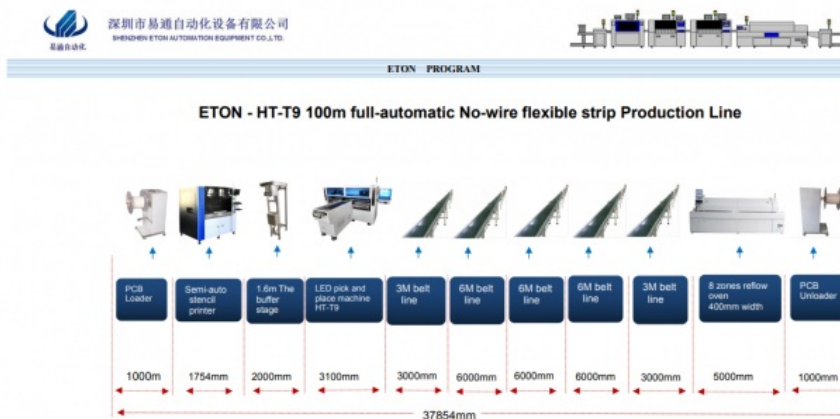 深圳市易通自动化设备有限公司
SHENZHEN ETON AUTOMATION EQUIPMENT CO.,LTD.
易通自动化
ETON PROGRAM
ETON - HT-T9 100m full-automatic No-wire flexible strip Production Line
PCB
Loader
Semi-auto
stencil
printer
1.6m The
buffer
stage
LED pick and
place machine
HT-T9
3M belt
line
6M belt
line
6M belt
line
6M belt
line
3M belt
line
8 zones reflow
oven
400mm width
PCB
Unloader
1000m
1754mm
2000mm
3100mm
3000mm
6000mm
6000mm
6000mm
3000mm
5000mm
1000mm
37854mm